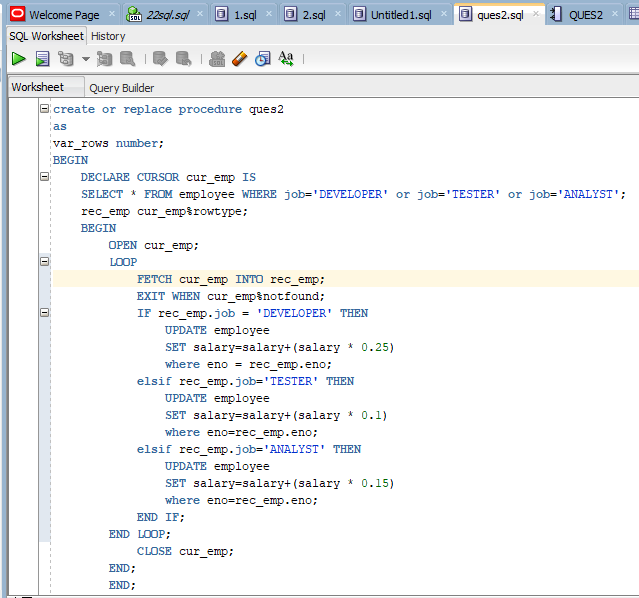 Welcome Page 22sql.sql 1.sql 2.sql Untitled1.sql ques2.sql QUES2
SQL Worksheet History
Worksheet Query Builder
create or replace procedure ques2
as
var_rows number;
BEGIN
    DECLARE CURSOR cur_emp IS
    SELECT * FROM employee WHERE job='DEVELOPER' or job='TESTER' or job='ANALYST';
    rec_emp cur_emp%rowtype;
    BEGIN
        OPEN cur_emp;
        LOOP
            FETCH cur_emp INTO rec_emp;
            EXIT WHEN cur_emp%notfound;
            IF rec_emp.job = 'DEVELOPER' THEN
                UPDATE employee
                SET salary=salary+(salary * 0.25)
                where eno = rec_emp.eno;
            elsif rec_emp.job='TESTER' THEN
                UPDATE employee
                SET salary=salary+(salary * 0.1)
                where eno=rec_emp.eno;
            elsif rec_emp.job='ANALYST' THEN
                UPDATE employee
                SET salary=salary+(salary * 0.15)
                where eno=rec_emp.eno;
            END IF;
        END LOOP;
            CLOSE cur_emp;
        END;
        END;